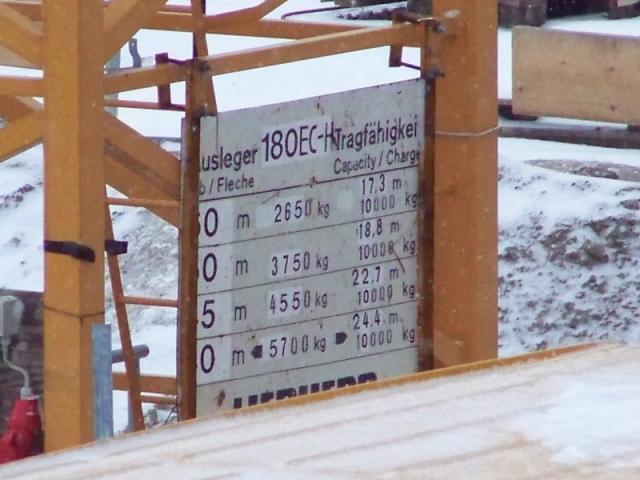 usleger 180EC-H Tragfähigkei
b / Fleche Capacity / Charge
0 m 2650 kg 17,3 m 10000 kg
0 m 3750 kg 18,8 m 10000 kg
5 m 4550 kg 22.7 m 10000 kg
0 m 5700 kg 24.4 m 10000 kg